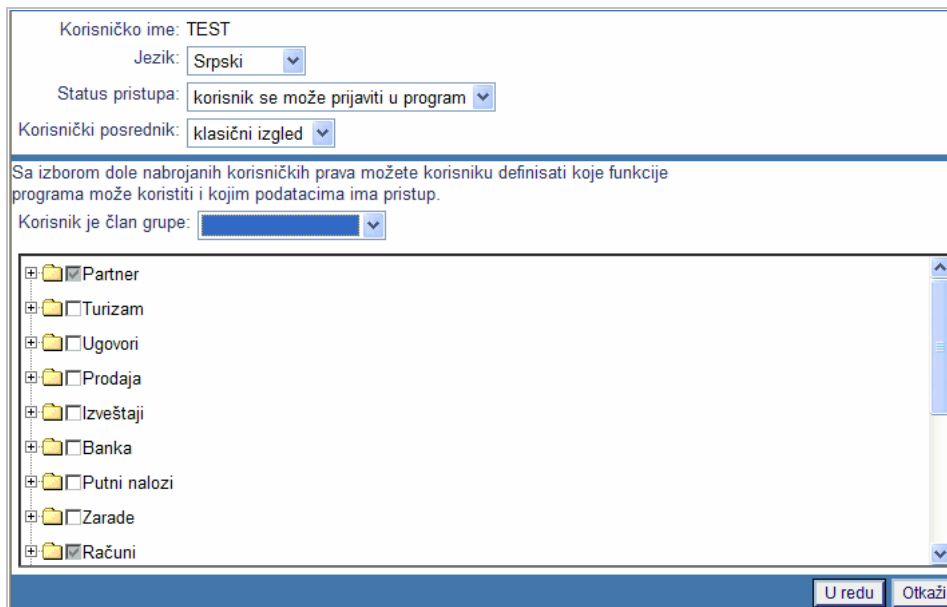 Korisničko ime: TEST
Jezik: Srpski
Status pristupa: korisnik se može prijaviti u program
Korisnički posrednik: klasični izgled
Sa izborom dole nabrojanih korisničkih prava možete korisniku definisati koje funkcije
programa može koristiti i kojim podatacima ima pristup.
Korisnik je član grupe:
Partner
Turizam
Ugovori
Prodaja
Izveštaji
Banka
Putni nalozi
Zarade
Računi
U redu Otkaži